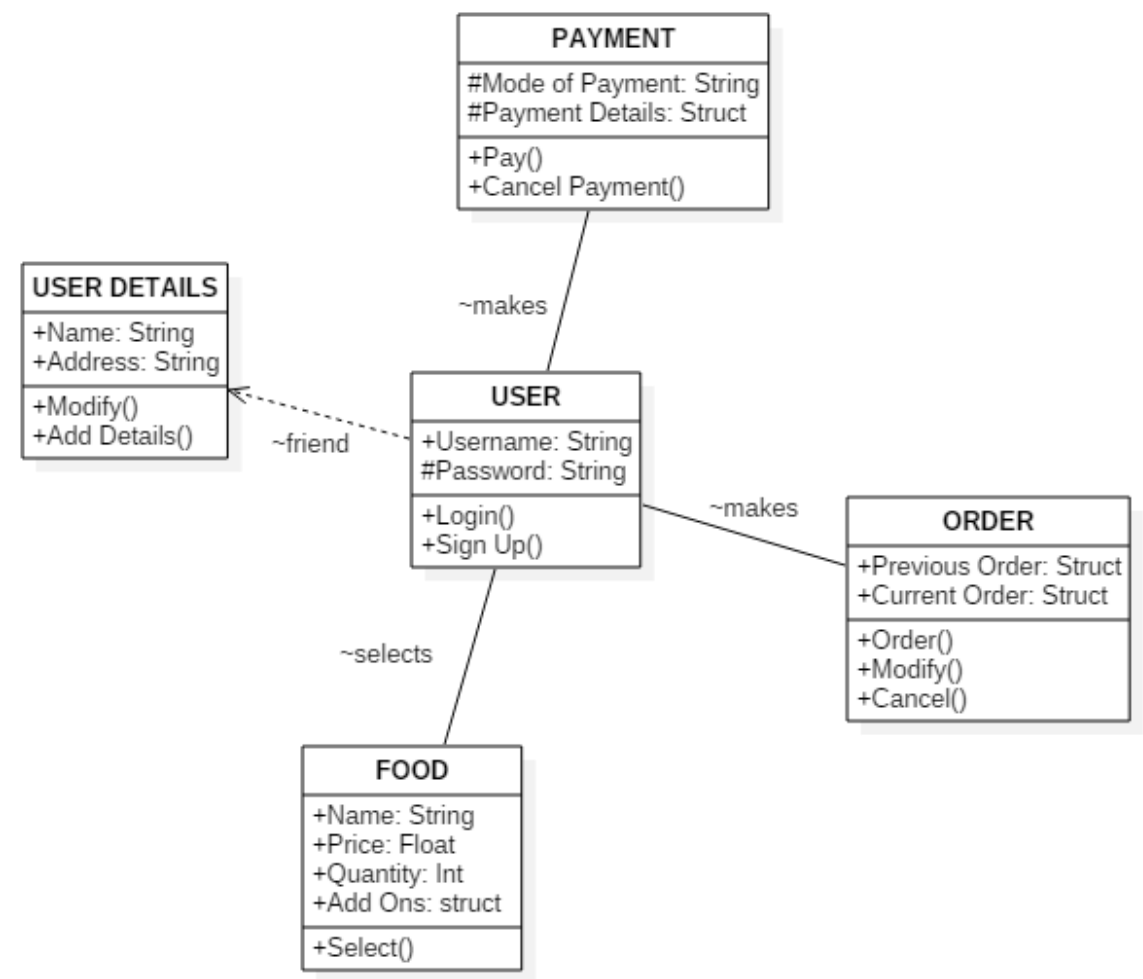 PAYMENT
#Mode of Payment: String
#Payment Details: Struct
+Pay()
+Cancel Payment()
~makes
USER DETAILS
+Name: String
+Address: String
+Modify()
+Add Details()
~friend
USER
+Username: String
#Password: String
+Login()
+Sign Up()
~makes
ORDER
+Previous Order: Struct
+Current Order: Struct
+Order()
+Modify()
+Cancel()
~selects
FOOD
+Name: String
+Price: Float
+Quantity: Int
+Add Ons: struct
+Select()